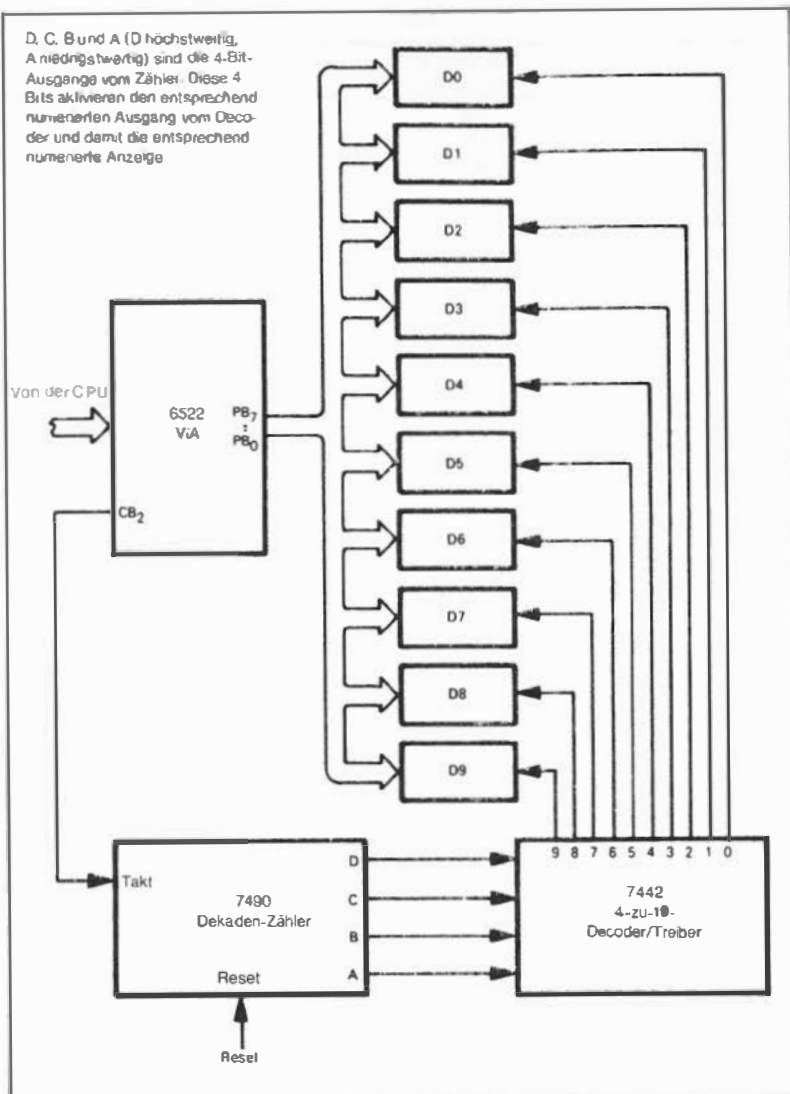 D, C, B und A (D höchstwertig,
A niedrigstwertig) sind die 4-Bit-
Ausgänge vom Zähler. Diese 4
Bits aktivieren den entsprechend
numerierten Ausgang vom Deco-
der und damit die entsprechend
numerierte Anzeige
D0
D1
D2
D3
D4
D5
D6
D7
D8
D9
Von der CPU
6522
VIA
PB7
:
PB0
CB2
9 8 7 6 5 4 3 2 1 0
Takt
7490
Dekaden-Zähler
Reset
D
C
B
A
7442
4-zu-10-
Decoder/Treiber
Reset